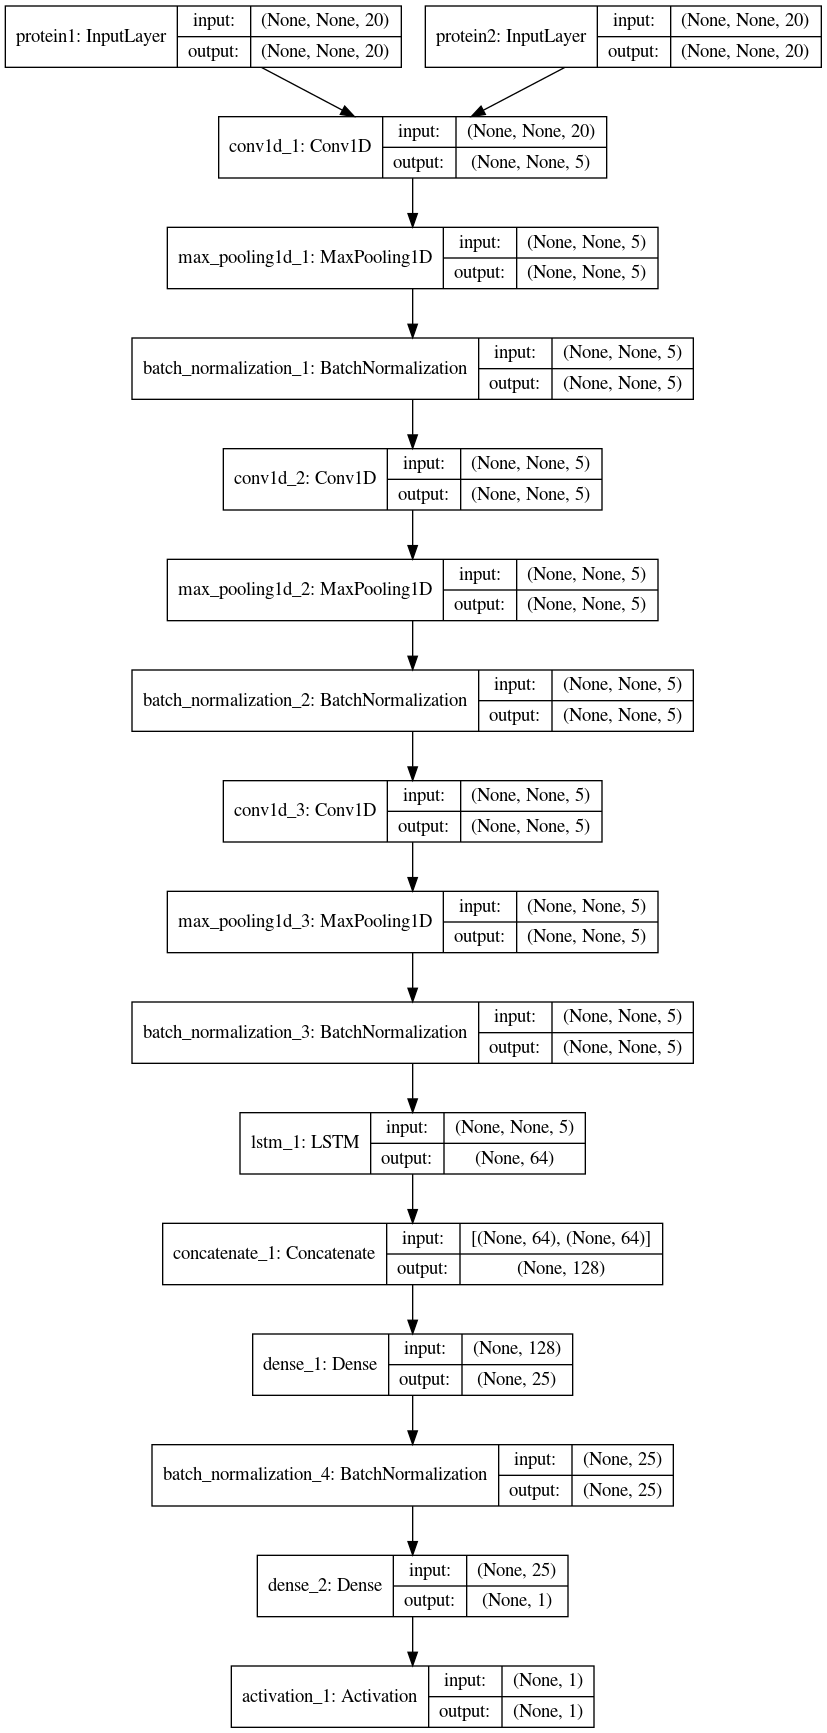 protein1: InputLayer
input: (None, None, 20)
output: (None, None, 20)
protein2: InputLayer
input: (None, None, 20)
output: (None, None, 20)
conv1d_1: Conv1D
input: (None, None, 20)
output: (None, None, 5)
max_pooling1d_1: MaxPooling1D
input: (None, None, 5)
output: (None, None, 5)
batch_normalization_1: BatchNormalization
input: (None, None, 5)
output: (None, None, 5)
conv1d_2: Conv1D
input: (None, None, 5)
output: (None, None, 5)
max_pooling1d_2: MaxPooling1D
input: (None, None, 5)
output: (None, None, 5)
batch_normalization_2: BatchNormalization
input: (None, None, 5)
output: (None, None, 5)
conv1d_3: Conv1D
input: (None, None, 5)
output: (None, None, 5)
max_pooling1d_3: MaxPooling1D
input: (None, None, 5)
output: (None, None, 5)
batch_normalization_3: BatchNormalization
input: (None, None, 5)
output: (None, None, 5)
lstm_1: LSTM
input: (None, None, 5)
output: (None, 64)
concatenate_1: Concatenate
input: [(None, 64), (None, 64)]
output: (None, 128)
dense_1: Dense
input: (None, 128)
output: (None, 25)
batch_normalization_4: BatchNormalization
input: (None, 25)
output: (None, 25)
dense_2: Dense
input: (None, 25)
output: (None, 1)
activation_1: Activation
input: (None, 1)
output: (None, 1)